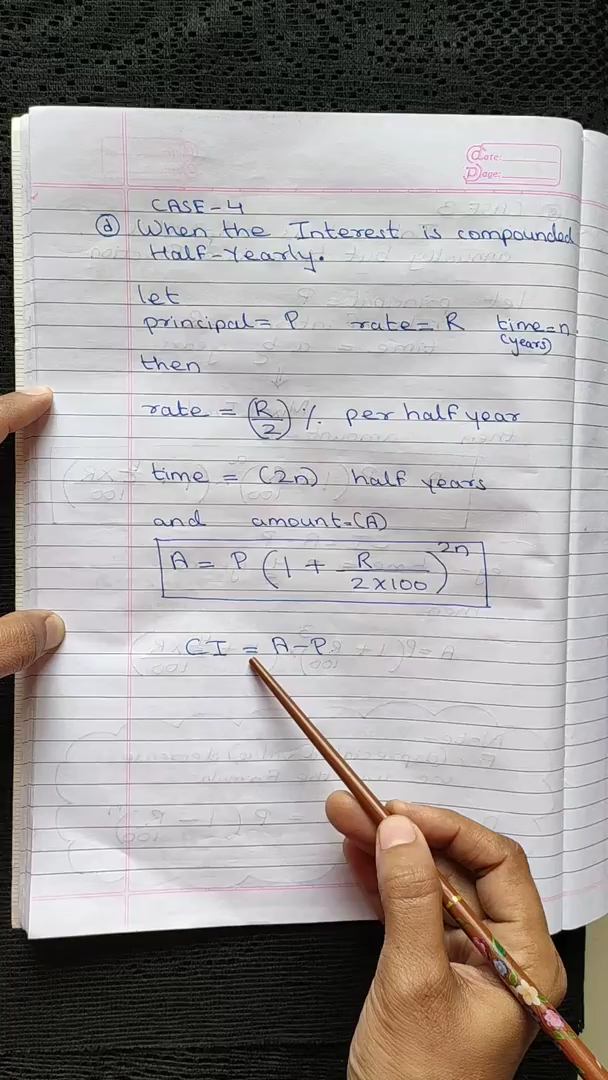 Date:
Page:
CASE-4
(d) When the Interest is compounded
Half-Yearly.
let
principal= P rate= R time=n
(years)
then
rate = (R/2) % per half year
time = (2n) half years
and amount=(A)
A = P (1 + R/(2×100))^2n
CI = A-P